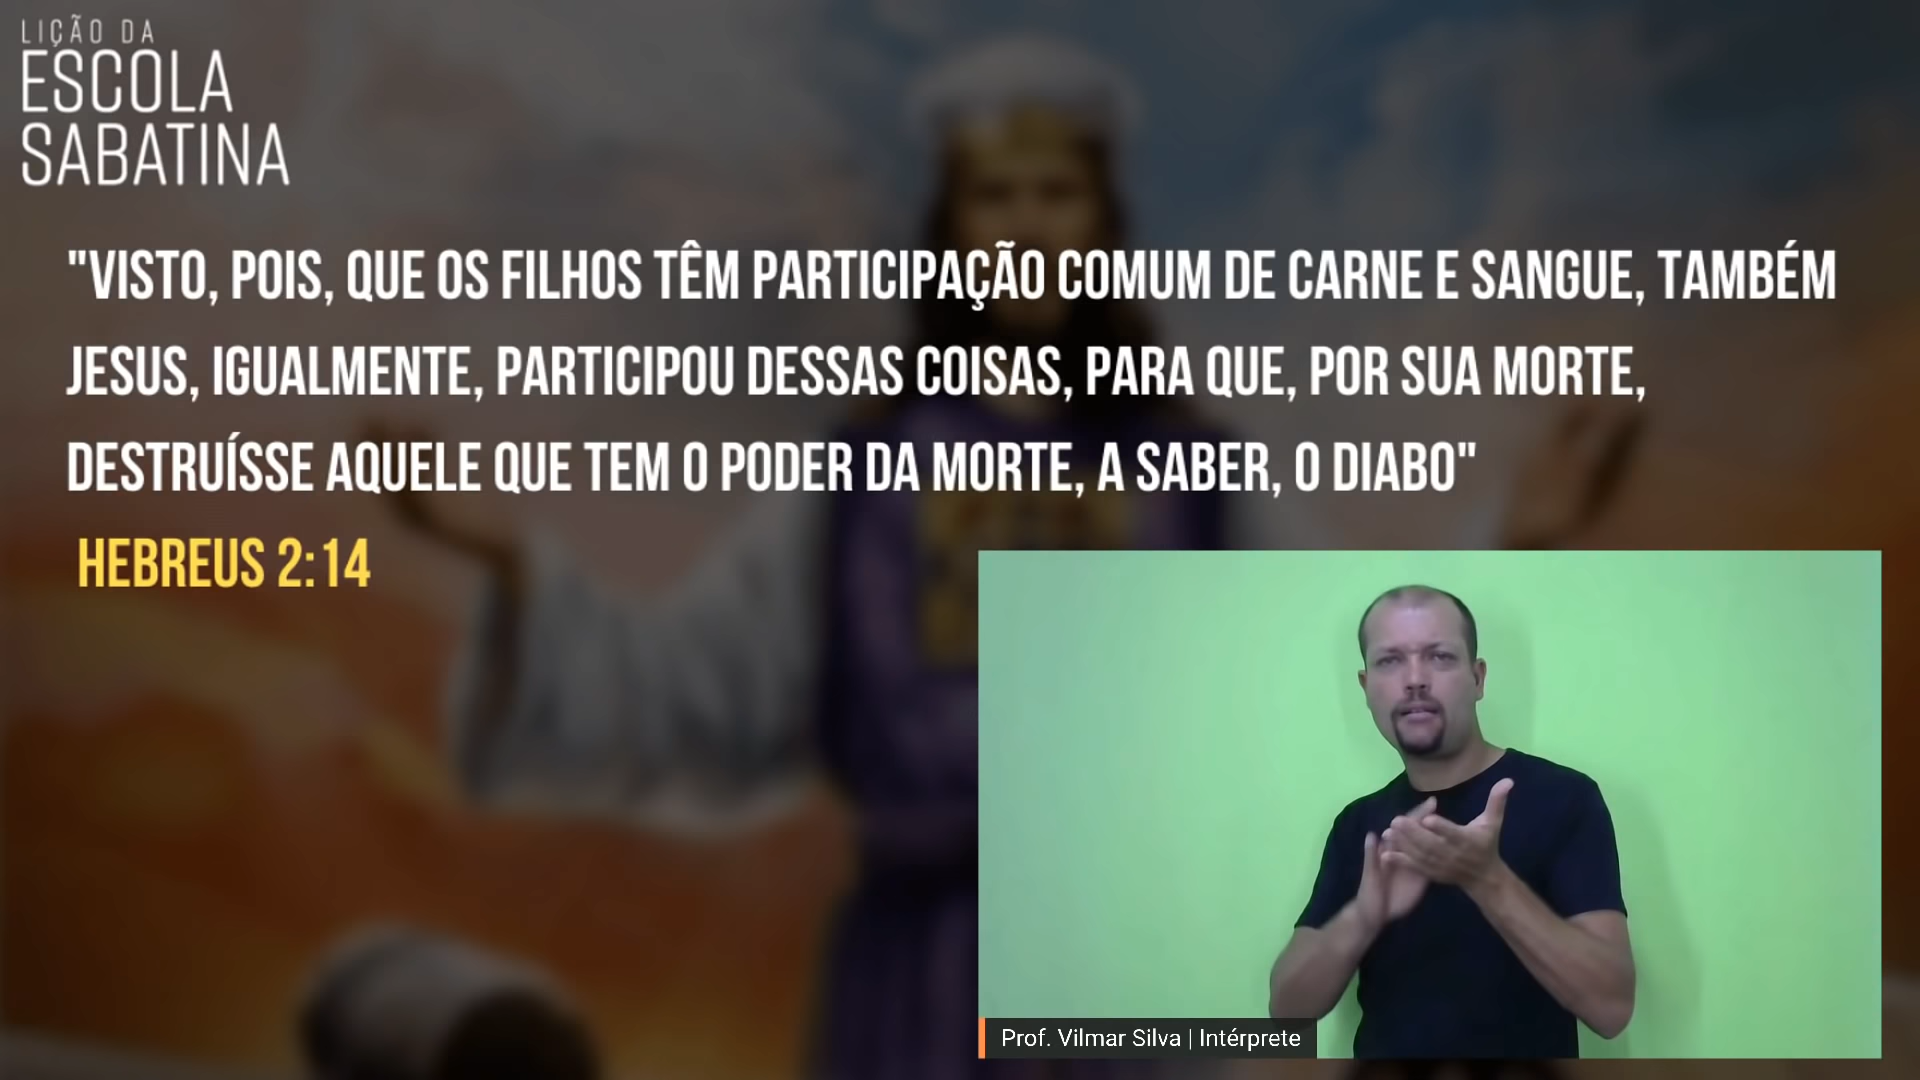 LIÇÃO DA
ESCOLA
SABATINA
"VISTO, POIS, QUE OS FILHOS TÊM PARTICIPAÇÃO COMUM DE CARNE E SANGUE, TAMBÉM
JESUS, IGUALMENTE, PARTICIPOU DESSAS COISAS, PARA QUE, POR SUA MORTE,
DESTRUÍSSE AQUELE QUE TEM O PODER DA MORTE, A SABER, O DIABO"
HEBREUS 2:14
Prof. Vilmar Silva | Intérprete